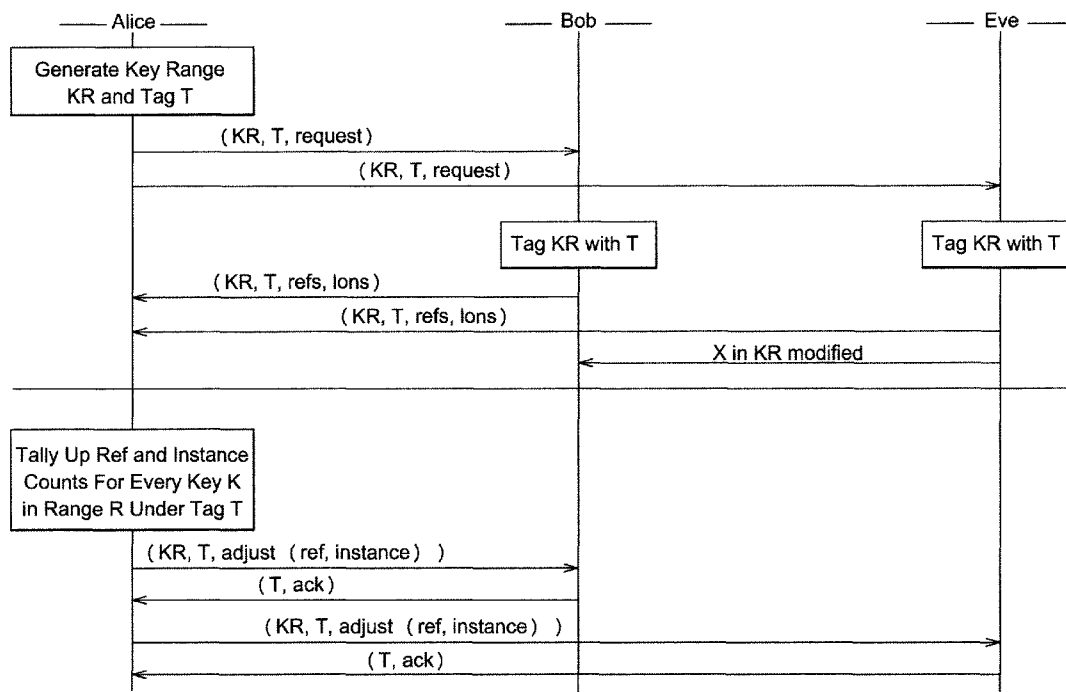 Alice
Bob
Eve
Generate Key Range
KR and Tag T
( KR, T, request )
( KR, T, request )
Tag KR with T
Tag KR with T
( KR, T, refs, lons )
( KR, T, refs, lons )
X in KR modified
Tally Up Ref and Instance
Counts For Every Key K
in Range R Under Tag T
( KR, T, adjust ( ref, instance ) )
( T, ack )
( KR, T, adjust ( ref, instance ) )
( T, ack )